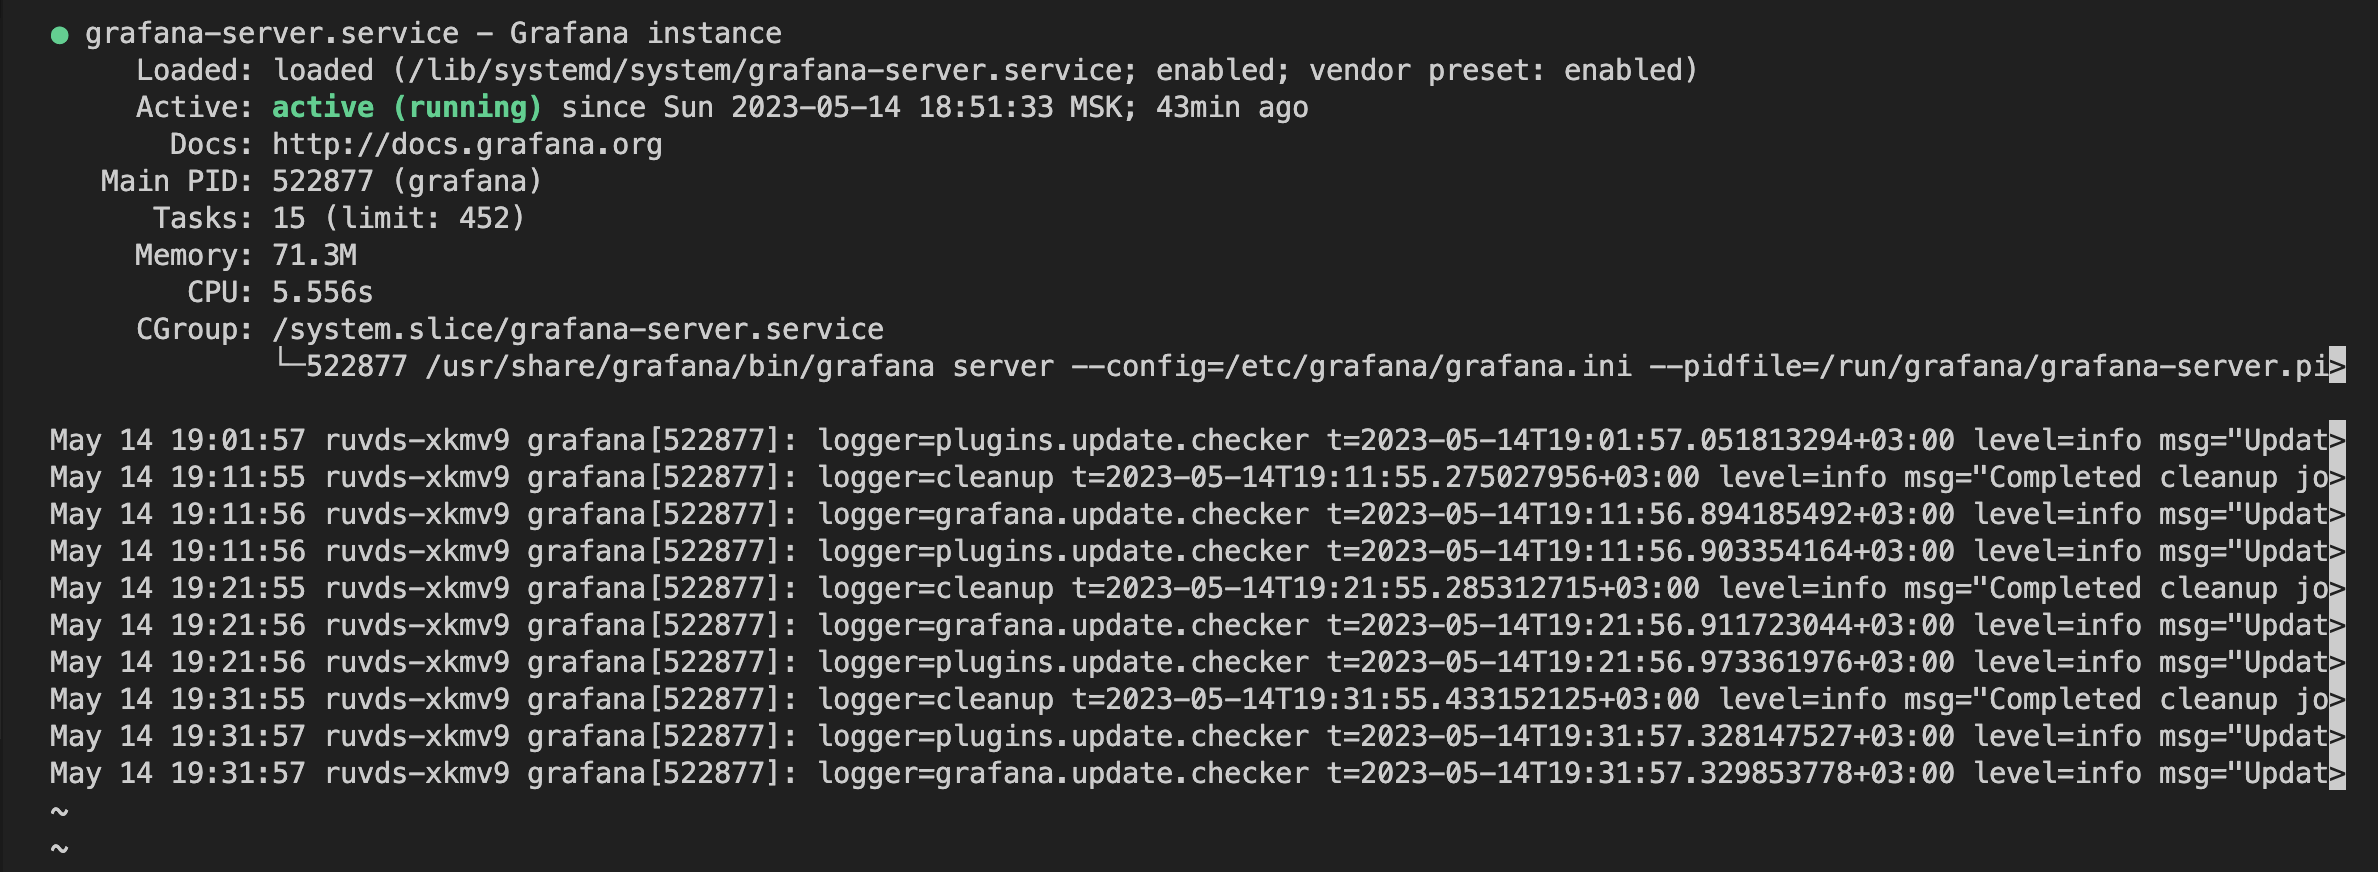 ● grafana-server.service - Grafana instance
Loaded: loaded (/lib/systemd/system/grafana-server.service; enabled; vendor preset: enabled)
Active: active (running) since Sun 2023-05-14 18:51:33 MSK; 43min ago
Docs: http://docs.grafana.org
Main PID: 522877 (grafana)
Tasks: 15 (limit: 452)
Memory: 71.3M
CPU: 5.556s
CGroup: /system.slice/grafana-server.service
└─522877 /usr/share/grafana/bin/grafana server --config=/etc/grafana/grafana.ini --pidfile=/run/grafana/grafana-server.pi>
May 14 19:01:57 ruvds-xkmv9 grafana[522877]: logger=plugins.update.checker t=2023-05-14T19:01:57.051813294+03:00 level=info msg="Updat>
May 14 19:11:55 ruvds-xkmv9 grafana[522877]: logger=cleanup t=2023-05-14T19:11:55.275027956+03:00 level=info msg="Completed cleanup jo>
May 14 19:11:56 ruvds-xkmv9 grafana[522877]: logger=grafana.update.checker t=2023-05-14T19:11:56.894185492+03:00 level=info msg="Updat>
May 14 19:11:56 ruvds-xkmv9 grafana[522877]: logger=plugins.update.checker t=2023-05-14T19:11:56.903354164+03:00 level=info msg="Updat>
May 14 19:21:55 ruvds-xkmv9 grafana[522877]: logger=cleanup t=2023-05-14T19:21:55.285312715+03:00 level=info msg="Completed cleanup jo>
May 14 19:21:56 ruvds-xkmv9 grafana[522877]: logger=grafana.update.checker t=2023-05-14T19:21:56.911723044+03:00 level=info msg="Updat>
May 14 19:21:56 ruvds-xkmv9 grafana[522877]: logger=plugins.update.checker t=2023-05-14T19:21:56.973361976+03:00 level=info msg="Updat>
May 14 19:31:55 ruvds-xkmv9 grafana[522877]: logger=cleanup t=2023-05-14T19:31:55.433152125+03:00 level=info msg="Completed cleanup jo>
May 14 19:31:57 ruvds-xkmv9 grafana[522877]: logger=plugins.update.checker t=2023-05-14T19:31:57.328147527+03:00 level=info msg="Updat>
May 14 19:31:57 ruvds-xkmv9 grafana[522877]: logger=grafana.update.checker t=2023-05-14T19:31:57.329853778+03:00 level=info msg="Updat>
~
~